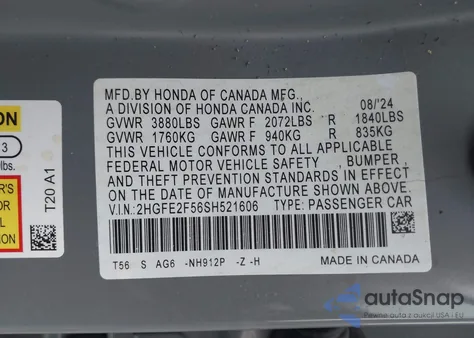 MFD.BY HONDA OF CANADA MFG.,
A DIVISION OF HONDA CANADA INC. 08/'24
GVWR 3880LBS GAWR F 2072LBS R 1840LBS
GVWR 1760KG GAWR F 940KG R 835KG
THIS VEHICLE CONFORMS TO ALL APPLICABLE
FEDERAL MOTOR VEHICLE SAFETY , BUMPER ,
AND THEFT PREVENTION STANDARDS IN EFFECT
ON THE DATE OF MANUFACTURE SHOWN ABOVE.
V.I.N:2HGFE2F56SH521606 TYPE: PASSENGER CAR
T56 S AG6 -NH912P -Z -H MADE IN CANADA
ON
3
lbs.
T20 A1
R'S
autoSnap